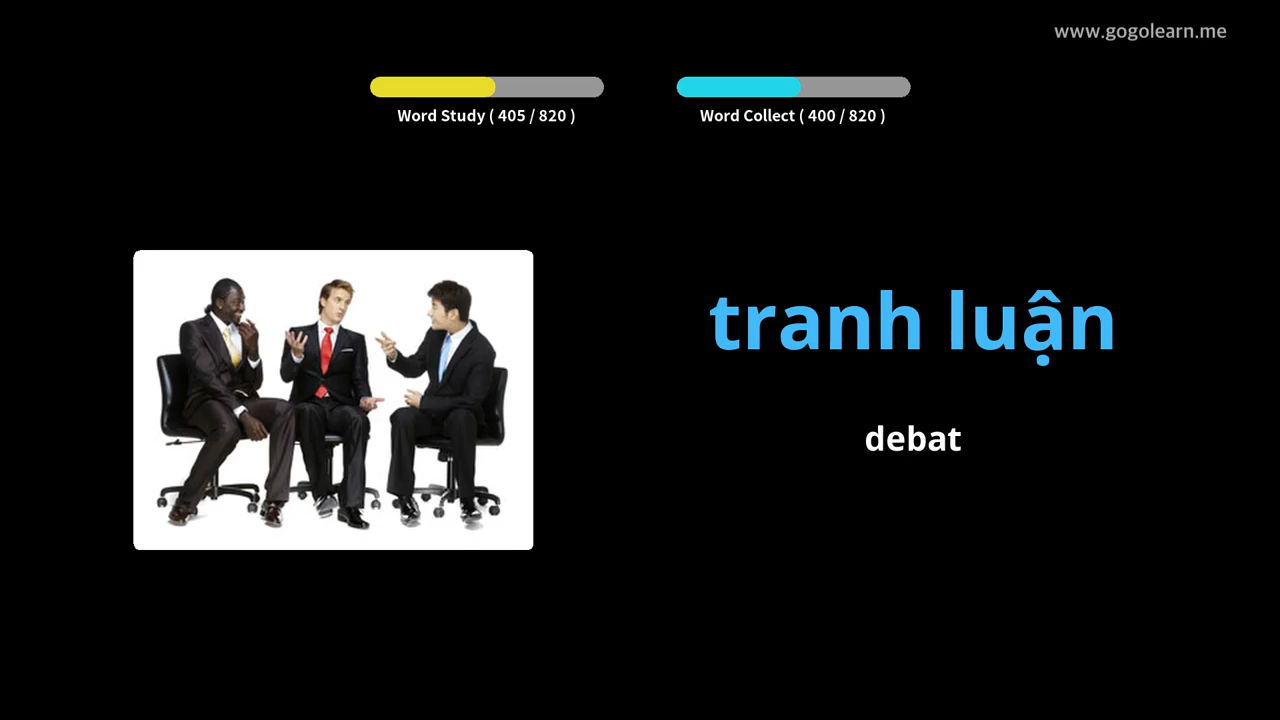 www.gogolearn.me
Word Study ( 405 / 820 )
Word Collect ( 400 / 820 )
tranh luận
debat